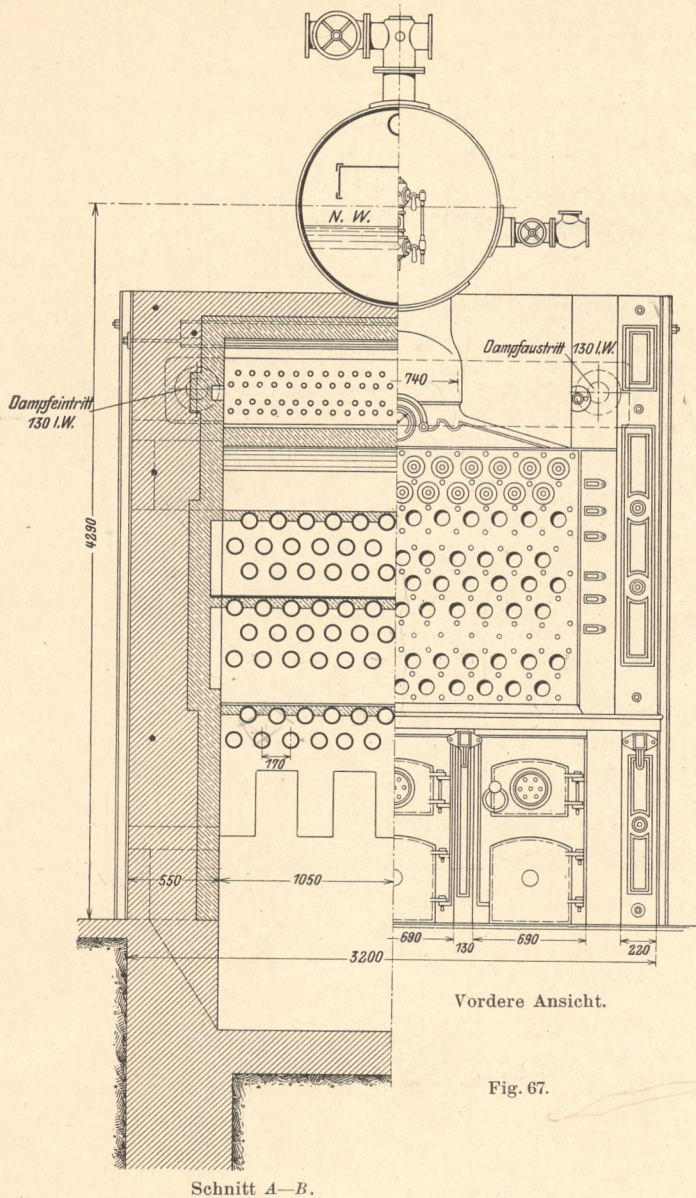 N. W.
Dampfaustritt 130 l.W.
740
Dampfeintritt
130 l.W.
4290
170
550
1050
690
130
690
220
3200
Vordere Ansicht.
Fig. 67.
Schnitt A—B.